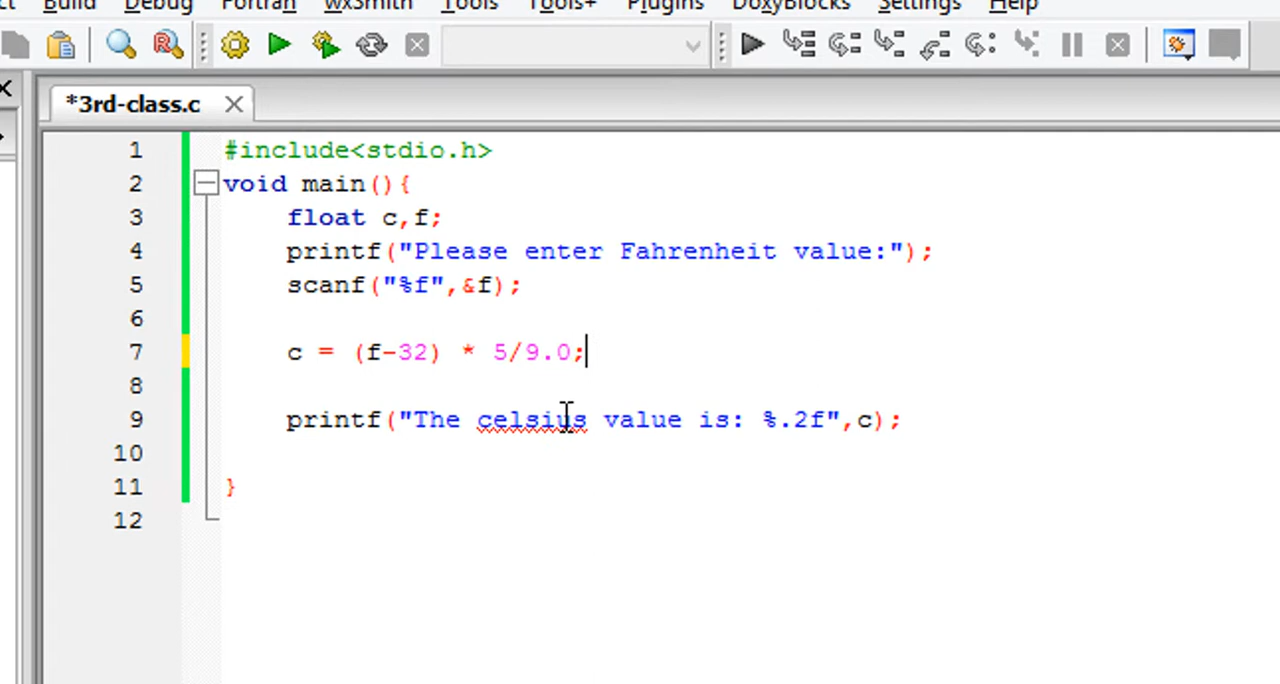 ct Build Debug Fortran wxSmith Tools Tools+ Plugins DoxyBlocks Settings Help
*3rd-class.c
1 #include<stdio.h>
2 void main(){
3 float c,f;
4 printf("Please enter Fahrenheit value:");
5 scanf("%f",&f);
6
7 c = (f-32) * 5/9.0;
8
9 printf("The celsius value is: %.2f",c);
10
11 }
12